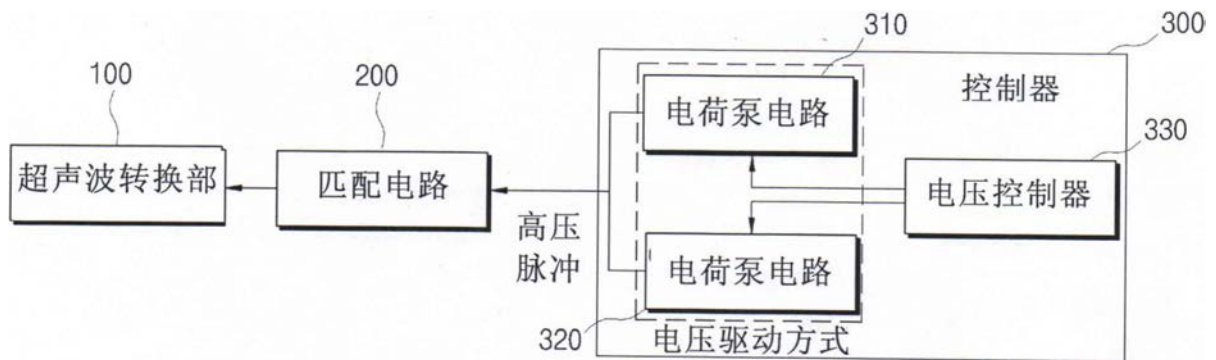 310
300
控制器
100
200
电荷泵电路
330
超声波转换部
匹配电路
电压控制器
高压
脉冲
电荷泵电路
320
电压驱动方式